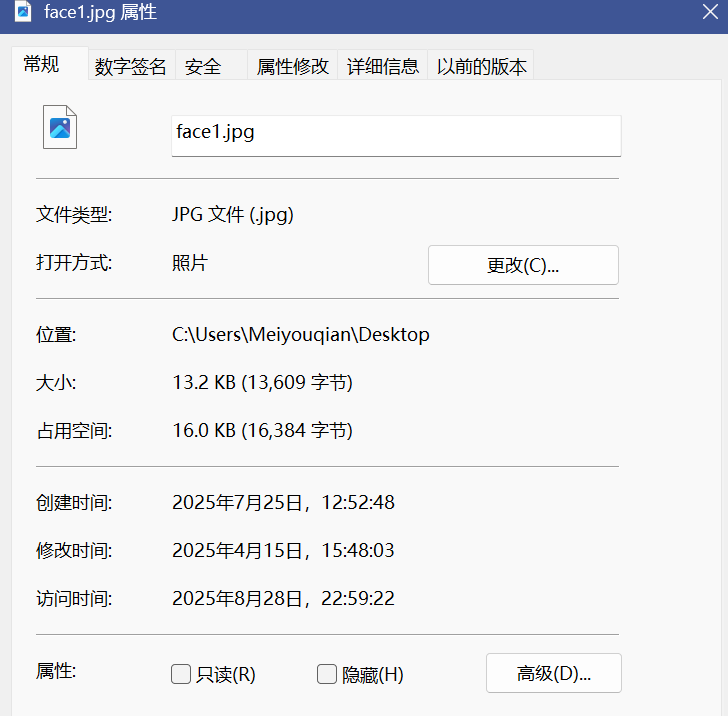 face1.jpg 属性
常规 数字签名 安全 属性修改 详细信息 以前的版本
face1.jpg
文件类型: JPG 文件 (.jpg)
打开方式: 照片 更改(C)...
位置: C:\Users\Meiyouqian\Desktop
大小: 13.2 KB (13,609 字节)
占用空间: 16.0 KB (16,384 字节)
创建时间: 2025年7月25日，12:52:48
修改时间: 2025年4月15日，15:48:03
访问时间: 2025年8月28日，22:59:22
属性: 只读(R) 隐藏(H) 高级(D)...